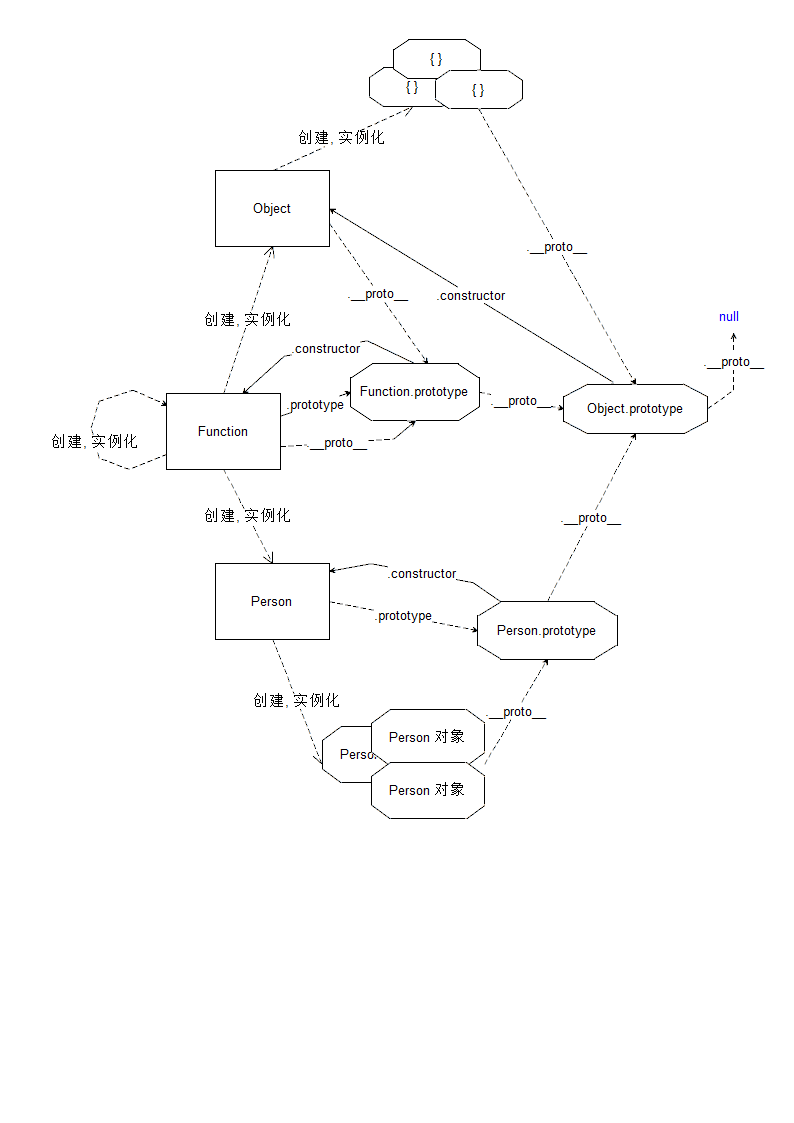 { }
{ }
{ }
创建, 实例化
Object
.__proto__
.__proto__
.constructor
创建, 实例化
null
.constructor
.__proto__
Function.prototype
.prototype
.__proto__
Object.prototype
Function
创建, 实例化
.__proto__
创建, 实例化
.__proto__
.constructor
Person
.prototype
Person.prototype
创建, 实例化
.__proto__
Person 对象
Person 对象